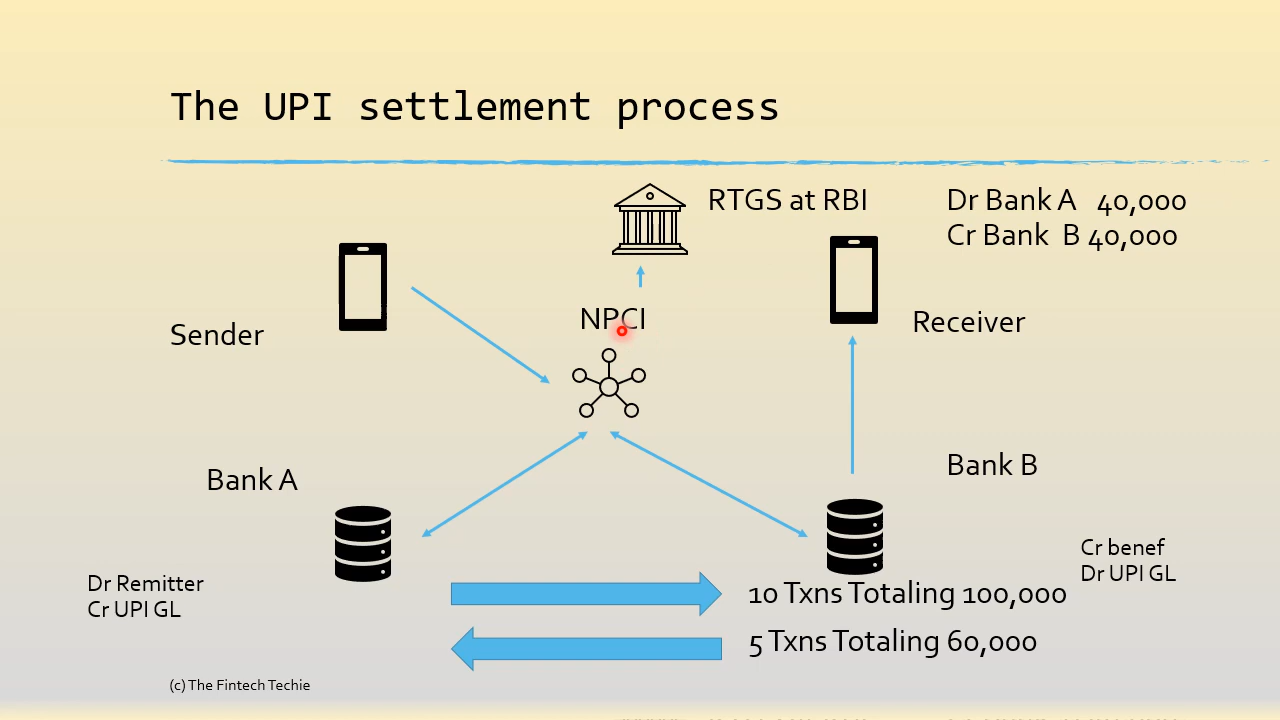 The UPI settlement process
RTGS at RBI
Dr Bank A 40,000
Cr Bank B 40,000
NPCI
Sender
Receiver
Bank A
Bank B
Cr benef
Dr UPI GL
Dr Remitter
Cr UPI GL
10 Txns Totaling 100,000
5 Txns Totaling 60,000
(c) The Fintech Techie